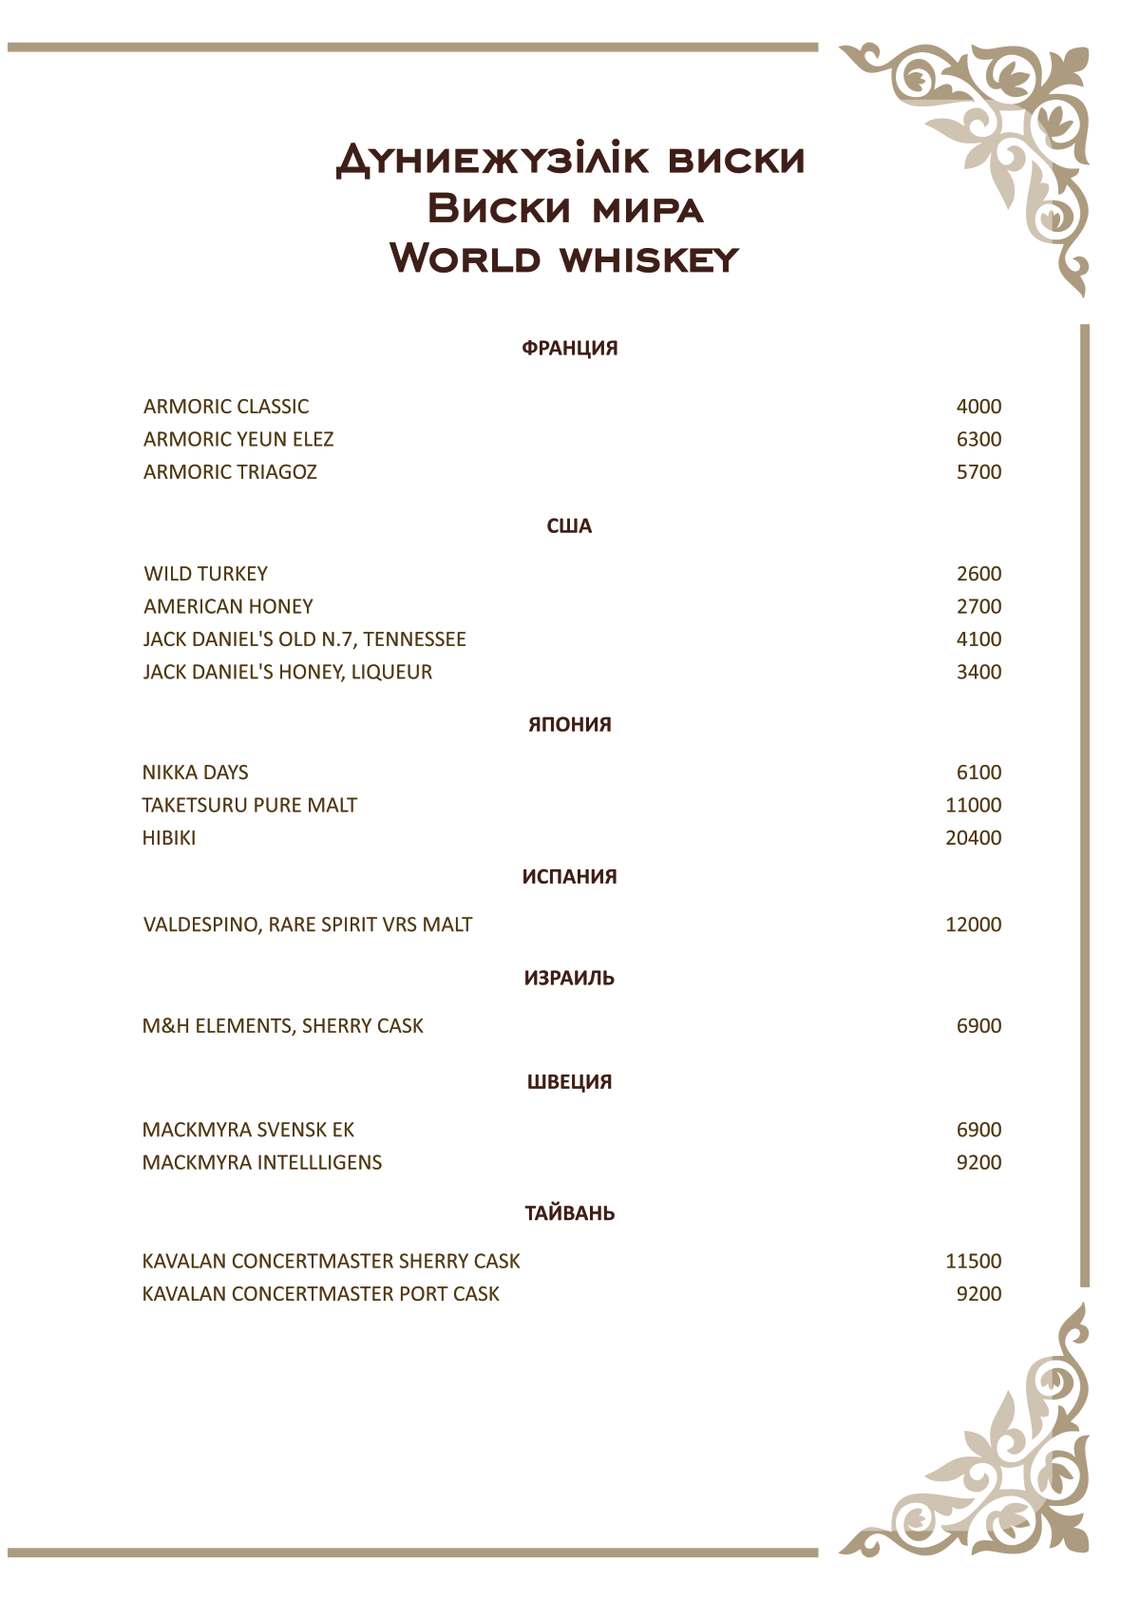 Дүниежүзілік виски
Виски мира
World whiskey
ФРАНЦИЯ
ARMORIC CLASSIC 4000
ARMORIC YEUN ELEZ 6300
ARMORIC TRIAGOZ 5700
США
WILD TURKEY 2600
AMERICAN HONEY 2700
JACK DANIEL'S OLD N.7, TENNESSEE 4100
JACK DANIEL'S HONEY, LIQUEUR 3400
ЯПОНИЯ
NIKKA DAYS 6100
TAKETSURU PURE MALT 11000
HIBIKI 20400
ИСПАНИЯ
VALDESPINO, RARE SPIRIT VRS MALT 12000
ИЗРАИЛЬ
M&H ELEMENTS, SHERRY CASK 6900
ШВЕЦИЯ
MACKMYRA SVENSK EK 6900
MACKMYRA INTELLLIGENS 9200
ТАЙВАНЬ
KAVALAN CONCERTMASTER SHERRY CASK 11500
KAVALAN CONCERTMASTER PORT CASK 9200